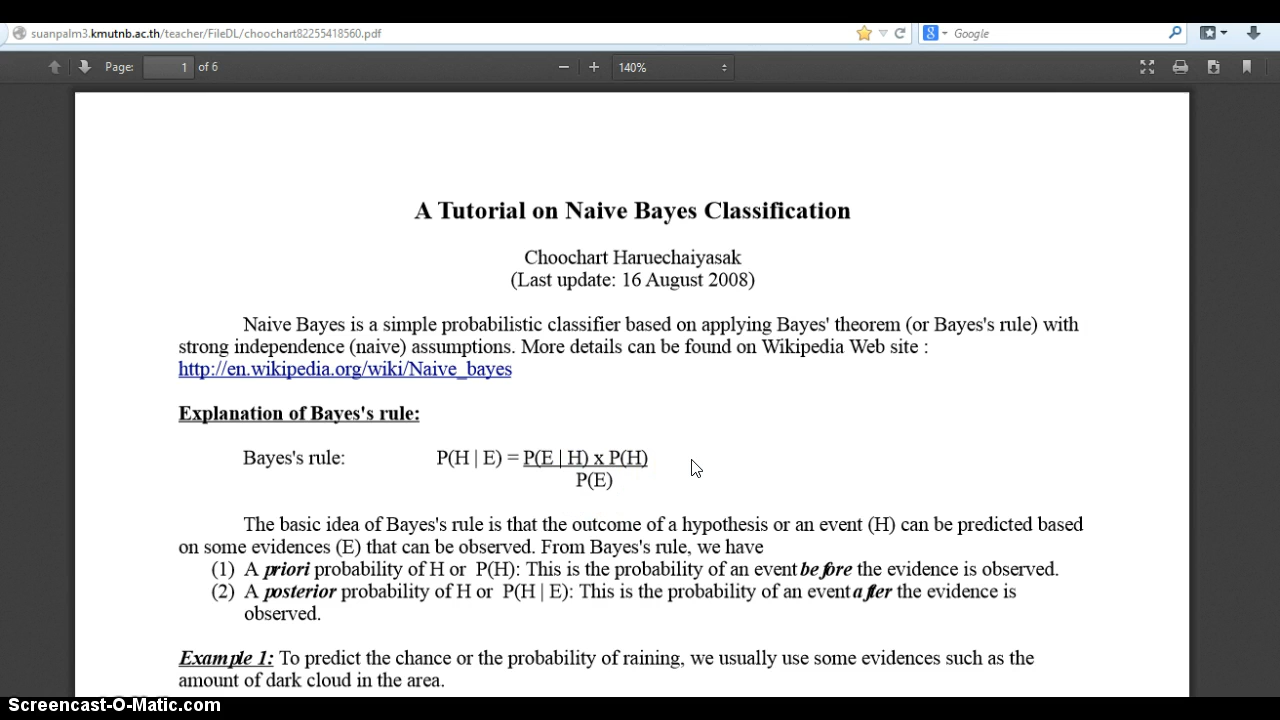 suanpalm3.kmutnb.ac.th/teacher/FileDL/choochart82255418560.pdf
8 Google
Page: 1 of 6
140%
A Tutorial on Naive Bayes Classification
Choochart Haruechaiyasak
(Last update: 16 August 2008)
Naive Bayes is a simple probabilistic classifier based on applying Bayes' theorem (or Bayes's rule) with
strong independence (naive) assumptions. More details can be found on Wikipedia Web site :
http://en.wikipedia.org/wiki/Naive_bayes
Explanation of Bayes's rule:
Bayes's rule: P(H | E) = P(E | H) x P(H)
P(E)
The basic idea of Bayes's rule is that the outcome of a hypothesis or an event (H) can be predicted based
on some evidences (E) that can be observed. From Bayes's rule, we have
(1) A priori probability of H or P(H): This is the probability of an event before the evidence is observed.
(2) A posterior probability of H or P(H | E): This is the probability of an event after the evidence is
observed.
Example 1: To predict the chance or the probability of raining, we usually use some evidences such as the
amount of dark cloud in the area.
Screencast-O-Matic.com